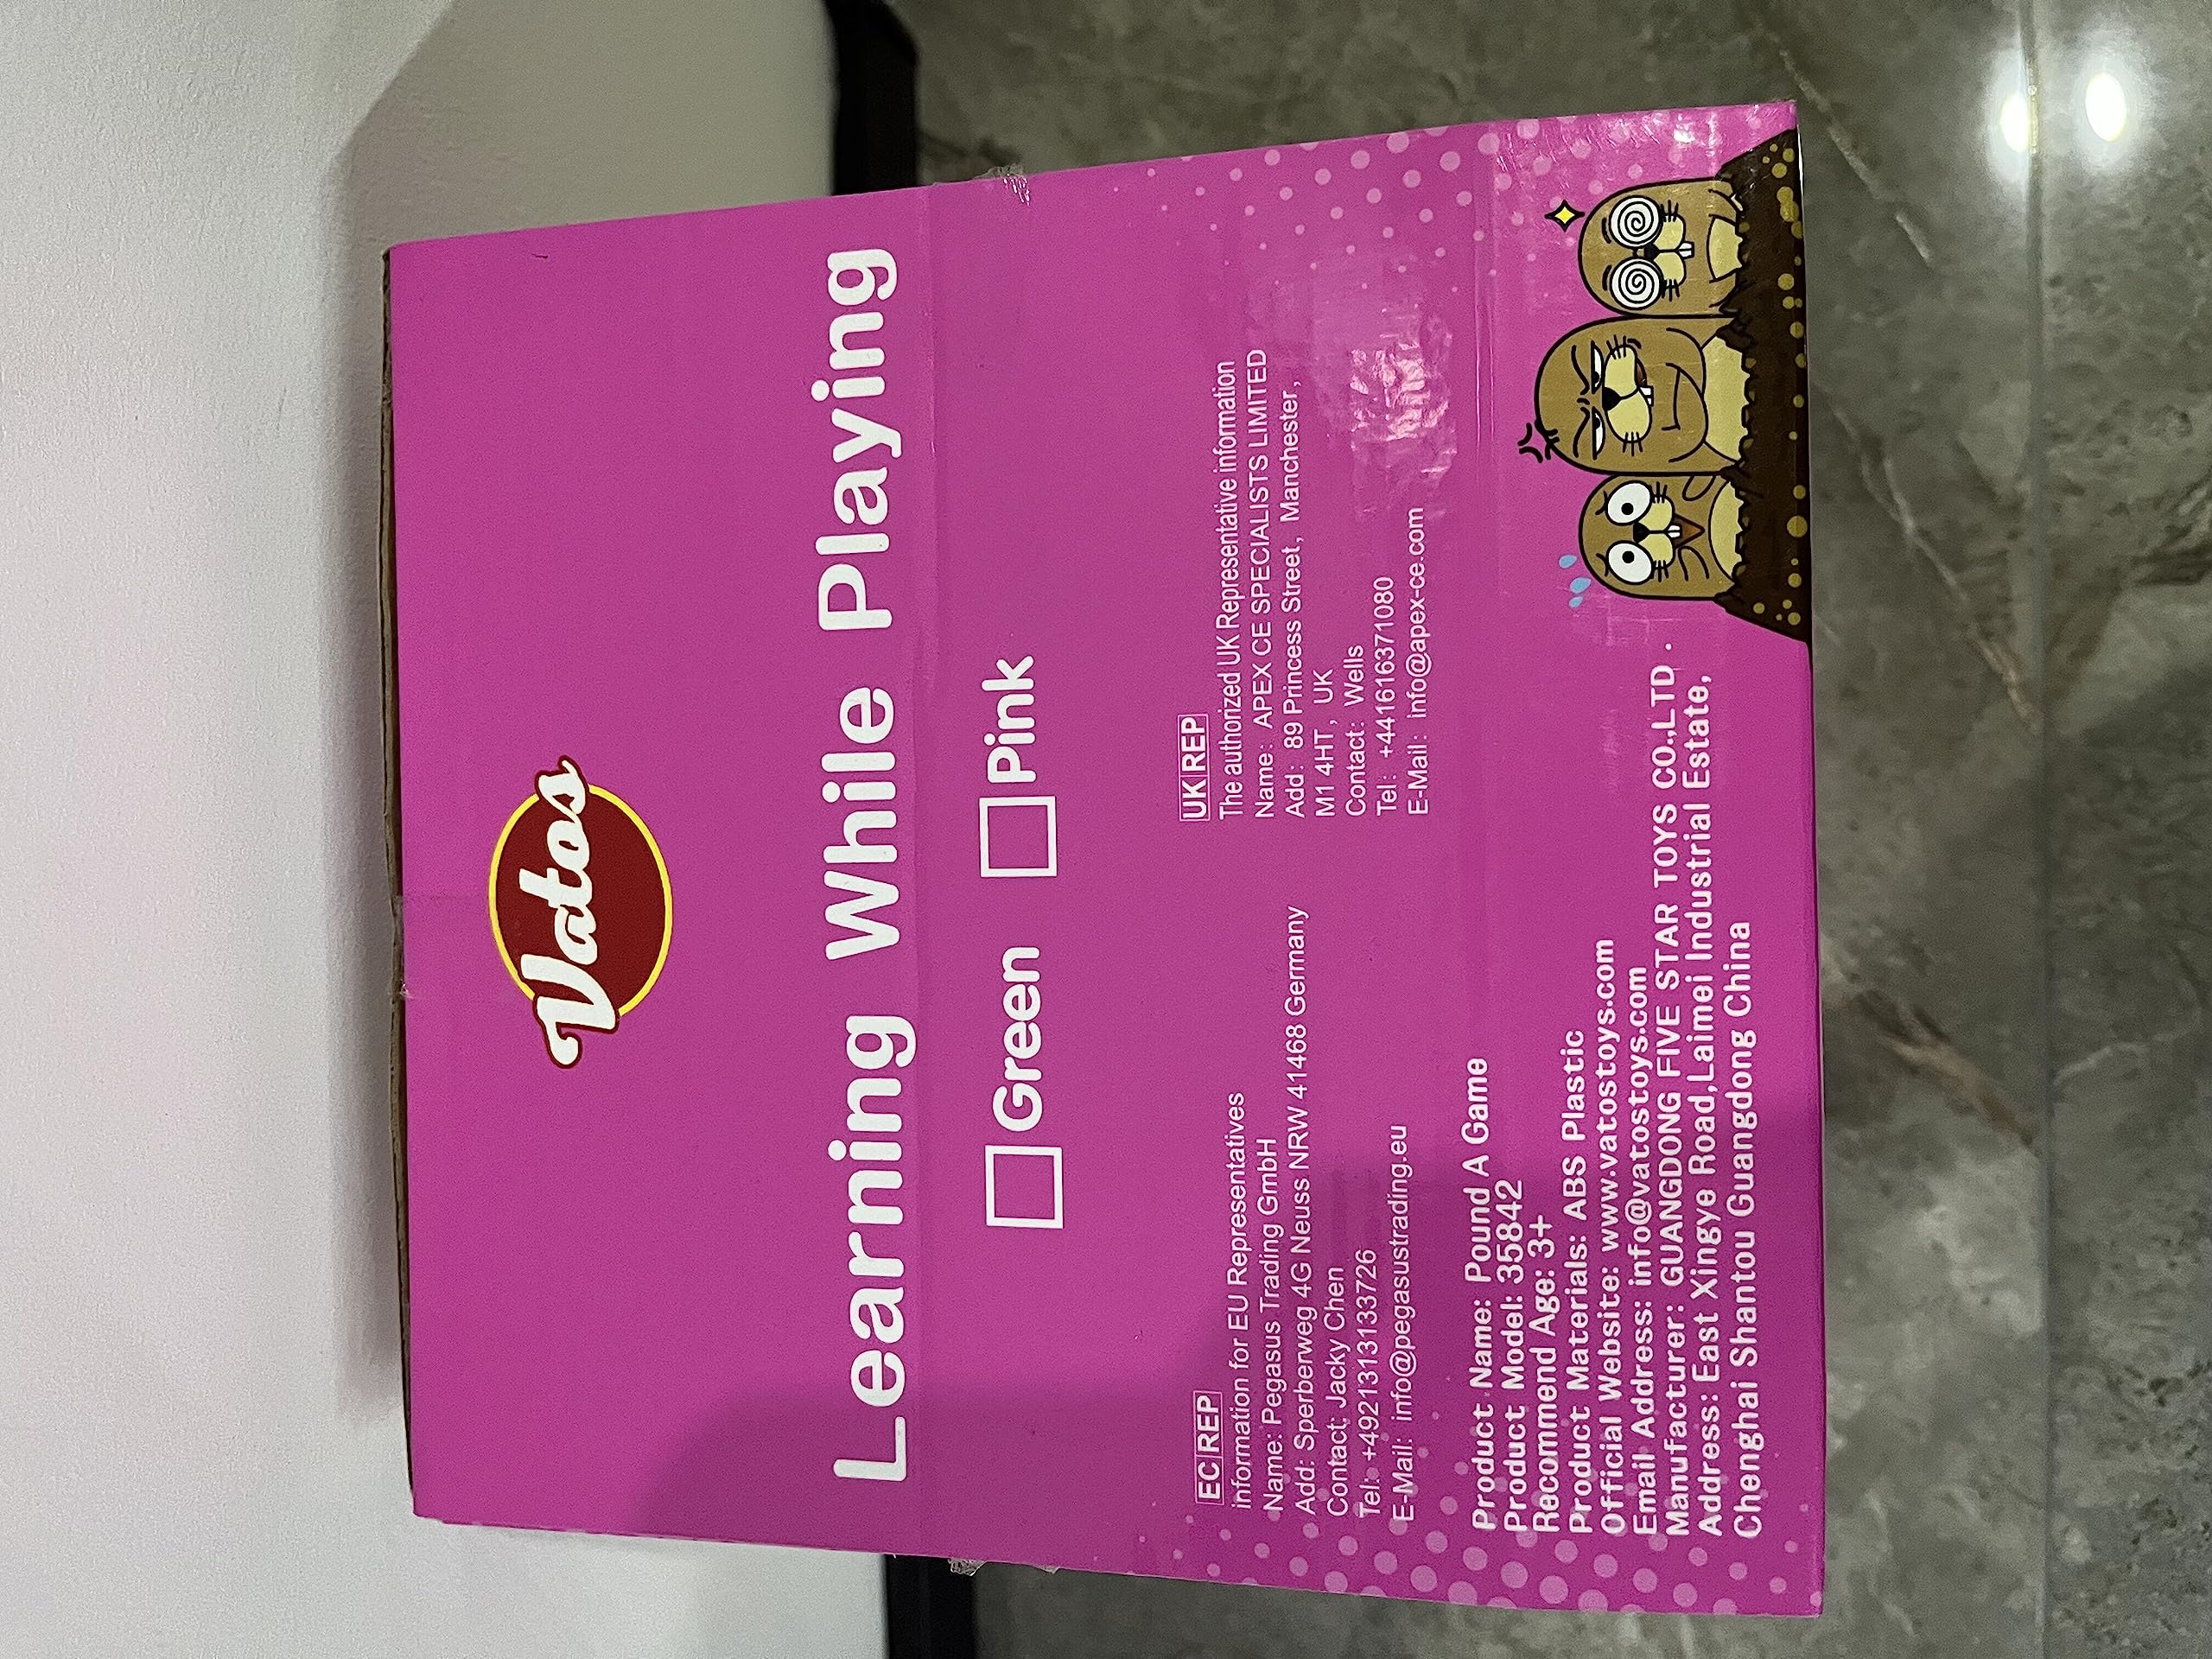 Vatos
Learning While Playing
Green Pink
EC REP
information for EU Representatives
Name: Pegasus Trading GmbH
Add: Sperberweg 4G Neuss NRW 41468 Germany
Contact: Jacky Chen
Tel: +4921313133726
E-Mail: info@pegasustrading.eu
UK REP
The authorized UK Representative information
Name: APEX CE SPECIALISTS LIMITED
Add: 89 Princess Street, Manchester,
M1 4HT, UK
Contact: Wells
Tel: +441616371080
E-Mail: info@apex-ce.com
Product Name: Pound A Game
Product Model: 35842
Recommend Age: 3+
Product Materials: ABS Plastic
Official Website: www.vatostoys.com
Email Address: info@vatostoys.com
Manufacturer: GUANGDONG FIVE STAR TOYS CO.,LTD.
Address: East Xingye Road,Laimei Industrial Estate,
Chenghai Shantou Guangdong China